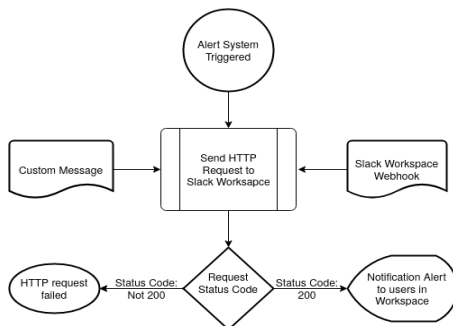 Alert System
Triggered
Custom Message
Send HTTP
Request to
Slack Worksapce
Slack Workspace
Webhook
HTTP request
failed
Status Code:
Not 200
Request
Status Code
Status Code:
200
Notification Alert
to users in
Workspace